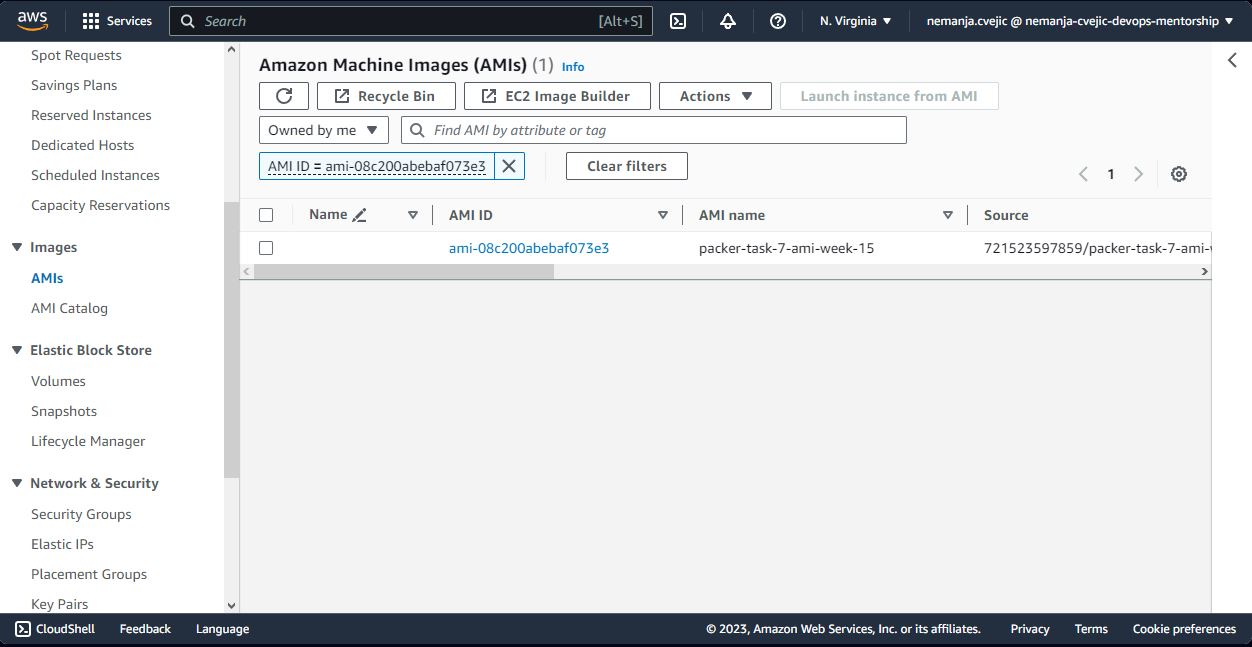 aws Services Search [Alt+S] N. Virginia nemanja.cvejic @ nemanja-cvejic-devops-mentorship
Spot Requests
Savings Plans
Reserved Instances
Dedicated Hosts
Scheduled Instances
Capacity Reservations
Images
AMIs
AMI Catalog
Elastic Block Store
Volumes
Snapshots
Lifecycle Manager
Network & Security
Security Groups
Elastic IPs
Placement Groups
Key Pairs
Amazon Machine Images (AMIs) (1) Info
Recycle Bin EC2 Image Builder Actions Launch instance from AMI
Owned by me Find AMI by attribute or tag
AMI ID = ami-08c200abebaf073e3 Clear filters
1
Name AMI ID AMI name Source
ami-08c200abebaf073e3 packer-task-7-ami-week-15 721523597859/packer-task-7-ami-
CloudShell Feedback Language © 2023, Amazon Web Services, Inc. or its affiliates. Privacy Terms Cookie preferences